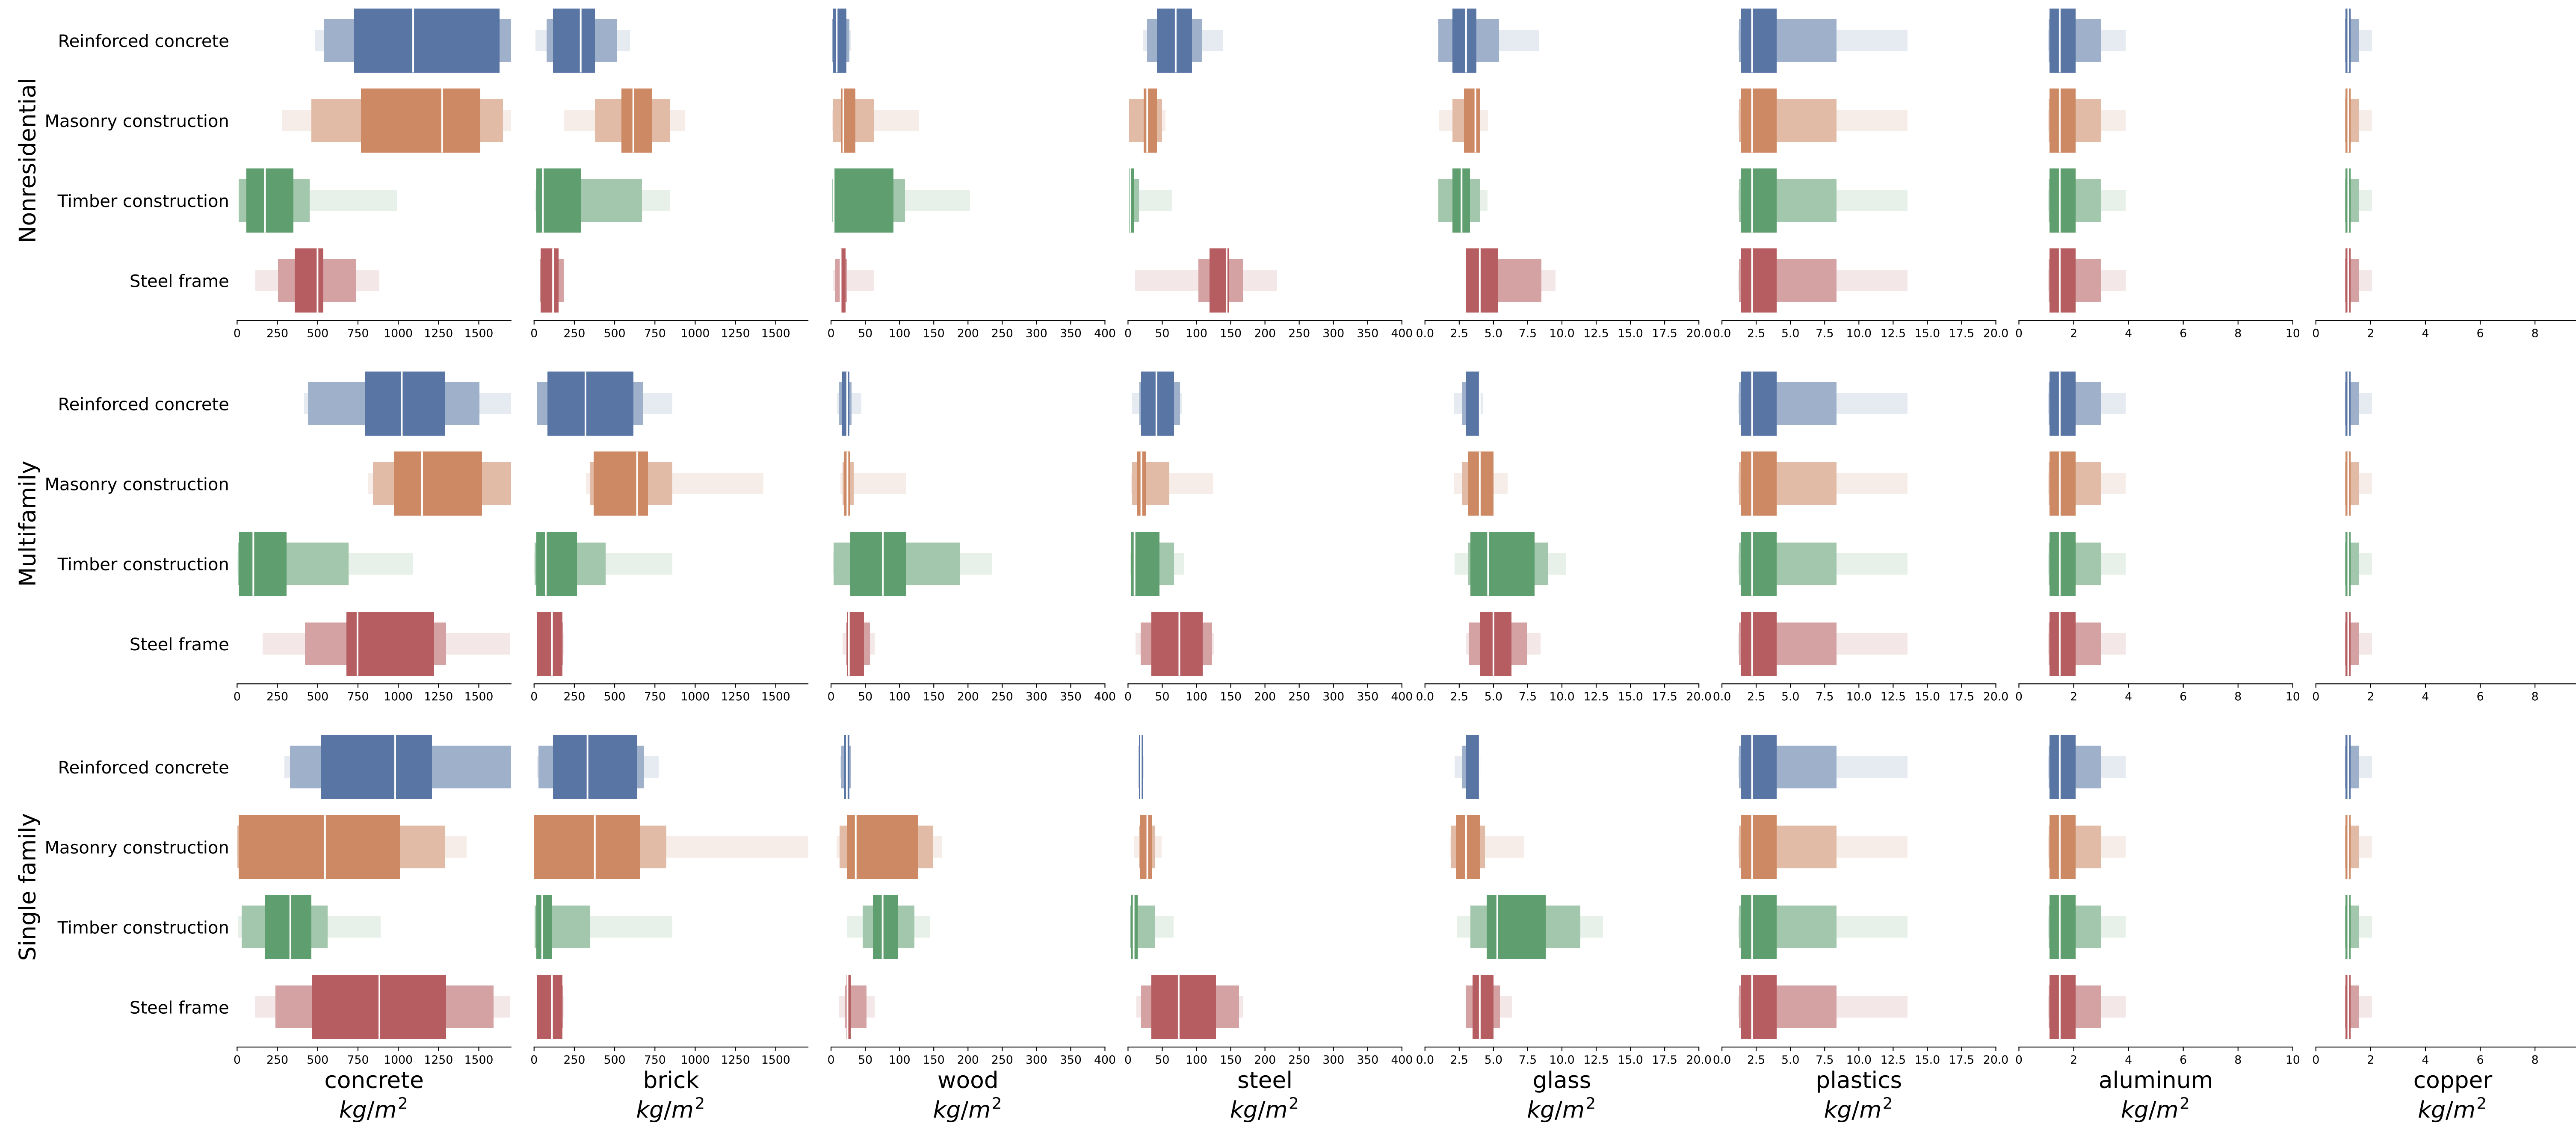 Nonresidential
Reinforced concrete
Masonry construction
Timber construction
Steel frame
0 250 500 750 1000 1250 1500
0 250 500 750 1000 1250 1500
0 50 100 150 200 250 300 350 400
0 50 100 150 200 250 300 350 400
0.0 2.5 5.0 7.5 10.0 12.5 15.0 17.5 20.0
0.0 2.5 5.0 7.5 10.0 12.5 15.0 17.5 20.0
0 2 4 6 8 10
0 2 4 6 8
Multifamily
Reinforced concrete
Masonry construction
Timber construction
Steel frame
0 250 500 750 1000 1250 1500
0 250 500 750 1000 1250 1500
0 50 100 150 200 250 300 350 400
0 50 100 150 200 250 300 350 400
0.0 2.5 5.0 7.5 10.0 12.5 15.0 17.5 20.0
0.0 2.5 5.0 7.5 10.0 12.5 15.0 17.5 20.0
0 2 4 6 8 10
0 2 4 6 8
Single family
Reinforced concrete
Masonry construction
Timber construction
Steel frame
0 250 500 750 1000 1250 1500
0 250 500 750 1000 1250 1500
0 50 100 150 200 250 300 350 400
0 50 100 150 200 250 300 350 400
0.0 2.5 5.0 7.5 10.0 12.5 15.0 17.5 20.0
0.0 2.5 5.0 7.5 10.0 12.5 15.0 17.5 20.0
0 2 4 6 8 10
0 2 4 6 8
concrete
kg/m²
brick
kg/m²
wood
kg/m²
steel
kg/m²
glass
kg/m²
plastics
kg/m²
aluminum
kg/m²
copper
kg/m²